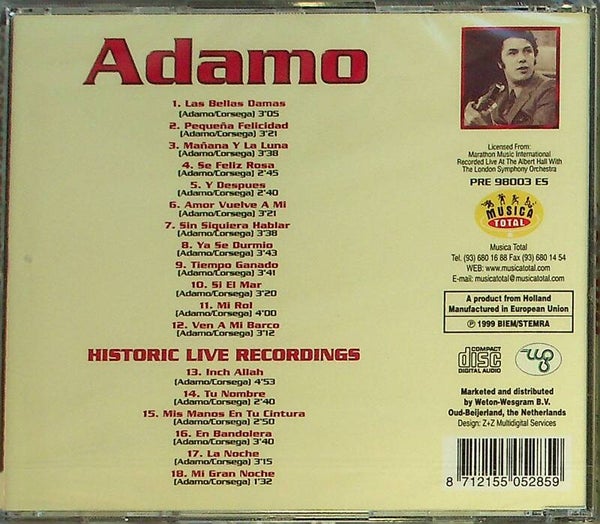 Adamo
1. Las Bellas Damas
(Adamo/Corsega) 3'05
2. Pequeña Felicidad
(Adamo/Corsega) 3'21
3. Mañana Y La Luna
(Adamo/Corsega) 3'38
4. Se Feliz Rosa
(Adamo/Corsega) 2'45
5. Y Despues
(Adamo/Corsega) 2'40
6. Amor Vuelve A Mi
(Adamo/Corsega) 3'21
7. Sin Siquiera Hablar
(Adamo/Corsega) 3'38
8. Ya Se Durmio
(Adamo/Corsega) 3'43
9. Tiempo Ganado
(Adamo/Corsega) 3'41
10. Si El Mar
(Adamo/Corsega) 3'20
11. Mi Rol
(Adamo/Corsega) 4'00
12. Ven A Mi Barco
(Adamo/Corsega) 3'12
HISTORIC LIVE RECORDINGS
13. Inch Allah
(Adamo/Corsega) 4'53
14. Tu Nombre
(Adamo/Corsega) 2'40
15. Mis Manos En Tu Cintura
(Adamo/Corsega) 2'50
16. En Bandolera
(Adamo/Corsega) 3'40
17. La Noche
(Adamo/Corsega) 3'15
18. Mi Gran Noche
(Adamo/Corsega) 1'32
Licensed From:
Marathon Music International
Recorded Live At The Albert Hall With
The London Symphony Orchestra
PRE 98003 ES
MUSICA
TOTAL
Musica Total
Tel. (93) 680 16 88 Fax (93) 680 14 54
WEB: www.musicatotal.com
E-mail: musicatotal@musicatotal.com
A product from Holland
Manufactured in European Union
℗ 1999 BIEM/STEMRA
COMPACT
disc
DIGITAL AUDIO
wg
Marketed and distributed
by Weton-Wesgram B.V.
Oud-Beijerland, the Netherlands
Design: Z+Z Multidigital Services
8 712155 052859